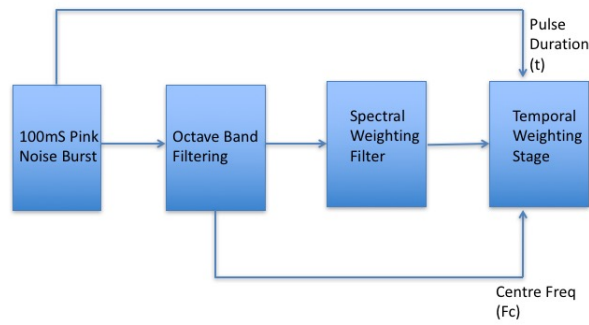 Pulse
Duration
(t)
100mS Pink
Noise Burst
Octave Band
Filtering
Spectral
Weighting
Filter
Temporal
Weighting
Stage
Centre Freq
(Fc)